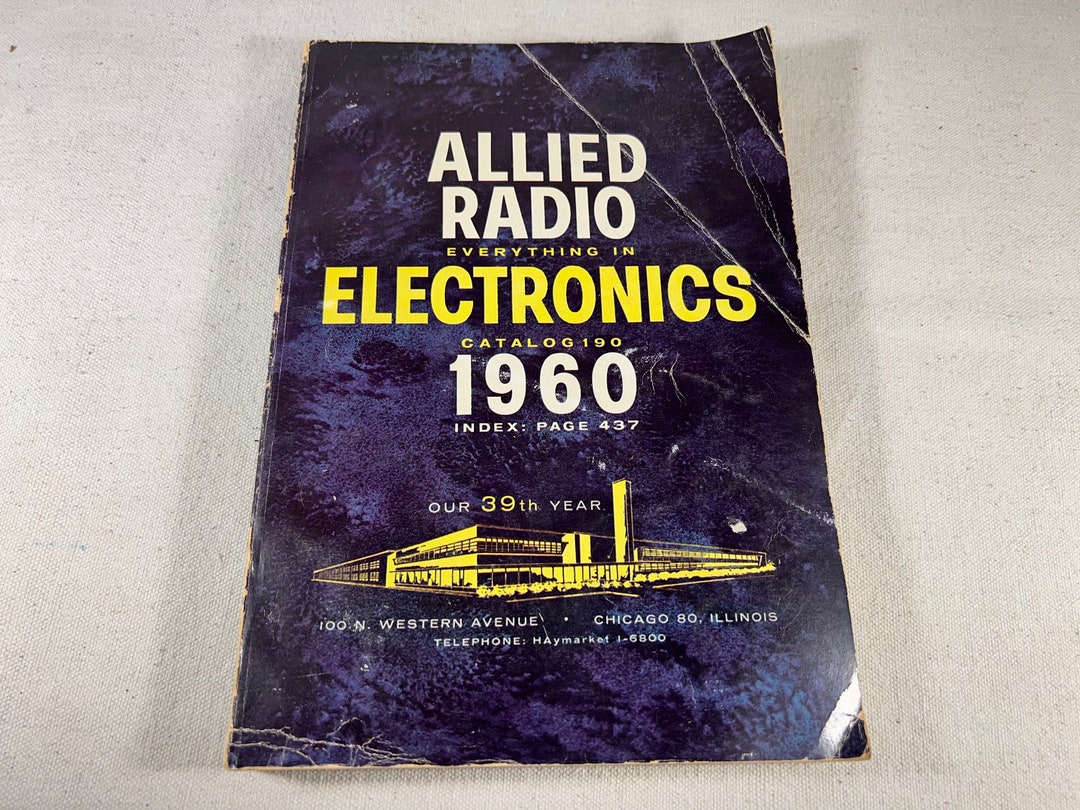 ALLIED
RADIO
EVERYTHING IN
ELECTRONICS
CATALOG 190
1960
INDEX: PAGE 437
OUR 39th YEAR
100 N. WESTERN AVENUE • CHICAGO 80, ILLINOIS
TELEPHONE: HAymarket 1-6800